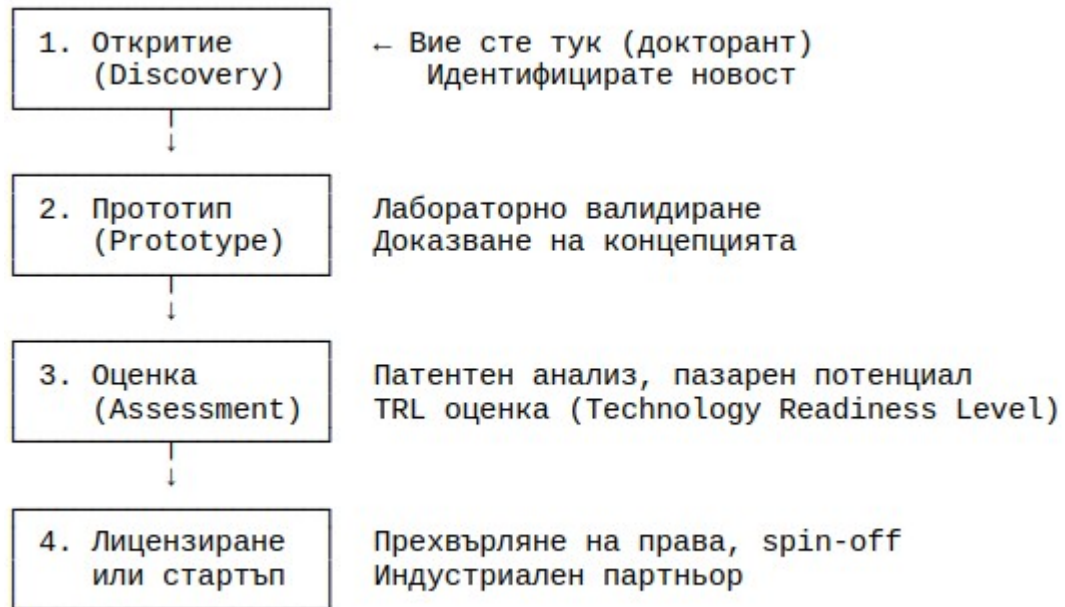 1. Откритие ← Вие сте тук (докторант)
(Discovery) Идентифицирате новост
↓
2. Прототип Лабораторно валидиране
(Prototype) Доказване на концепцията
↓
3. Оценка Патентен анализ, пазарен потенциал
(Assessment) TRL оценка (Technology Readiness Level)
↓
4. Лицензиране Прехвърляне на права, spin-off
или стартъп Индустриален партньор